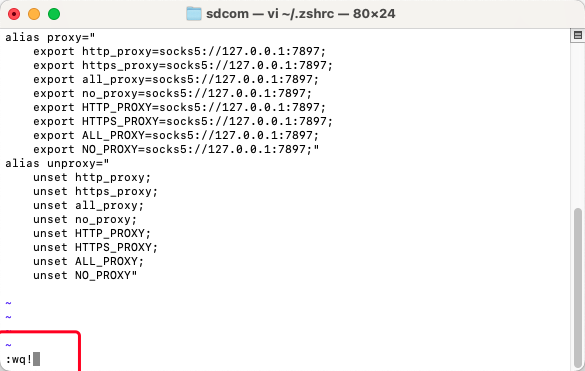 sdcom — vi ~/.zshrc — 80×24
alias proxy="
    export http_proxy=socks5://127.0.0.1:7897;
    export https_proxy=socks5://127.0.0.1:7897;
    export all_proxy=socks5://127.0.0.1:7897;
    export no_proxy=socks5://127.0.0.1:7897;
    export HTTP_PROXY=socks5://127.0.0.1:7897;
    export HTTPS_PROXY=socks5://127.0.0.1:7897;
    export ALL_PROXY=socks5://127.0.0.1:7897;
    export NO_PROXY=socks5://127.0.0.1:7897;"
alias unproxy="
    unset http_proxy;
    unset https_proxy;
    unset all_proxy;
    unset no_proxy;
    unset HTTP_PROXY;
    unset HTTPS_PROXY;
    unset ALL_PROXY;
    unset NO_PROXY"
~
~
~
~
:wq!